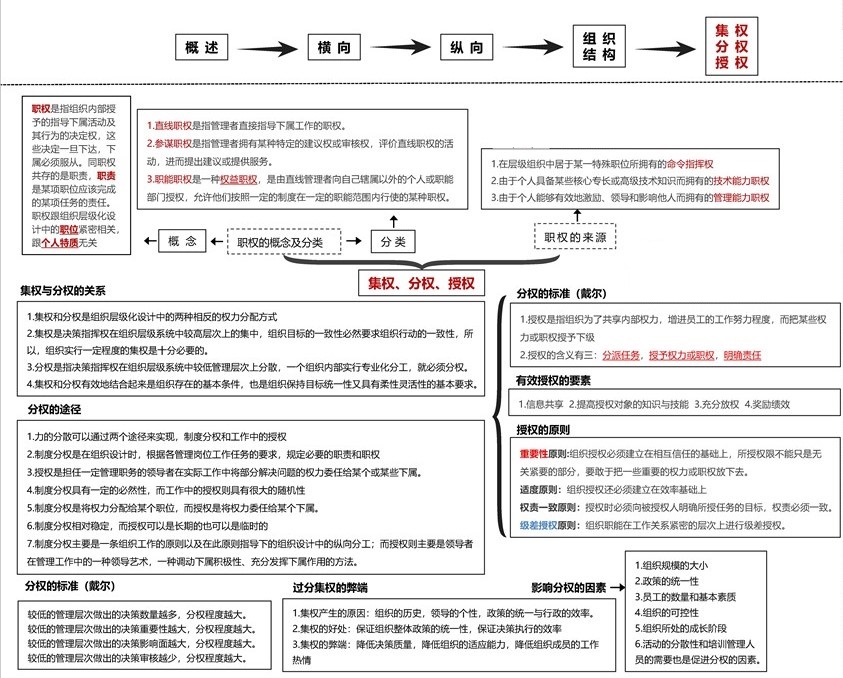 概述
横向
纵向
组织
结构
集权
分权
授权
职权是指组织内部授
予的指导下属活动及
其行为的决定权，这
些决定一旦下达，下
属必须服从。同职权
共存的是职责，职责
是某项职位应该完成
的某项任务的责任。
职权跟组织层级化设
计中的职位紧密相关，
跟个人特质无关
1.直线职权是指管理者直接指导下属工作的职权。
2.参谋职权是指管理者拥有某种特定的建议权或审核权，评价直线职权的活
动，进而提出建议或提供服务。
3.职能职权是一种权益职权，是由直线管理者向自己辖属以外的个人或职能
部门授权，允许他们按照一定的制度在一定的职能范围内行使的某种职权。
1.在层级组织中居于某一特殊职位所拥有的命令指挥权
2.由于个人具备某些核心专长或高级技术知识而拥有的技术能力职权
3.由于个人能够有效地激励、领导和影响他人而拥有的管理能力职权
概念
职权的概念及分类
分类
职权的来源
集权、分权、授权
集权与分权的关系
1.集权和分权是组织层级化设计中的两种相反的权力分配方式
2.集权是决策指挥权在组织层级系统中较高层次上的集中，组织目标的一致性必然要求组织行动的一致性，所
以，组织实行一定程度的集权是十分必要的。
3.分权是指决策指挥权在组织层级系统中较低管理层次上分散，一个组织内部实行专业化分工，就必须分权。
4.集权和分权有效地结合起来是组织存在的基本条件，也是组织保持目标统一性又具有柔性灵活性的基本要求。
分权的途径
1.力的分散可以通过两个途径来实现，制度分权和工作中的授权
2.制度分权是在组织设计时，根据各管理岗位工作任务的要求，规定必要的职责和职权
3.授权是担任一定管理职务的领导者在实际工作中将部分解决问题的权力委任给某个或某些下属。
4.制度分权具有一定的必然性，而工作中的授权则具有很大的随机性
5.制度分权是将权力分配给某个职位，而授权是将权力委任给某个下属。
6.制度分权相对稳定，而授权可以是长期的也可以是临时的
7.制度分权主要是一条组织工作的原则以及在此原则指导下的组织设计中的纵向分工；而授权则主要是领导者
在管理工作中的一种领导艺术，一种调动下属积极性、充分发挥下属作用的方法。
分权的标准（戴尔）
1.授权是指组织为了共享内部权力，增进员工的工作努力程度，而把某些权
力或职权授予下级
2.授权的含义有三：分派任务，授予权力或职权，明确责任
有效授权的要素
1.信息共享 2.提高授权对象的知识与技能 3.充分放权 4.奖励绩效
授权的原则
重要性原则:组织授权必须建立在相互信任的基础上，所授权限不能只是无
关紧要的部分，要敢于把一些重要的权力或职权放下去。
适度原则：组织授权还必须建立在效率基础上
权责一致原则：授权时必须向被授权人明确所授任务的目标，权责必须一致。
级差授权原则：组织职能在工作关系紧密的层次上进行级差授权。
分权的标准（戴尔）
较低的管理层次做出的决策数量越多，分权程度越大。
较低的管理层次做出的决策重要性越大，分权程度越大。
较低的管理层次做出的决策影响面越大，分权程度越大。
较低的管理层次做出的决策审核越少，分权程度越大。
过分集权的弊端
1.集权产生的原因：组织的历史，领导的个性，政策的统一与行政的效率。
2.集权的好处：保证组织整体政策的统一性，保证决策执行的效率
3.集权的弊端：降低决策质量，降低组织的适应能力，降低组织成员的工作
热情
影响分权的因素
1.组织规模的大小
2.政策的统一性
3.员工的数量和基本素质
4.组织的可控性
5.组织所处的成长阶段
6.活动的分散性和培训管理人
员的需要也是促进分权的因素。